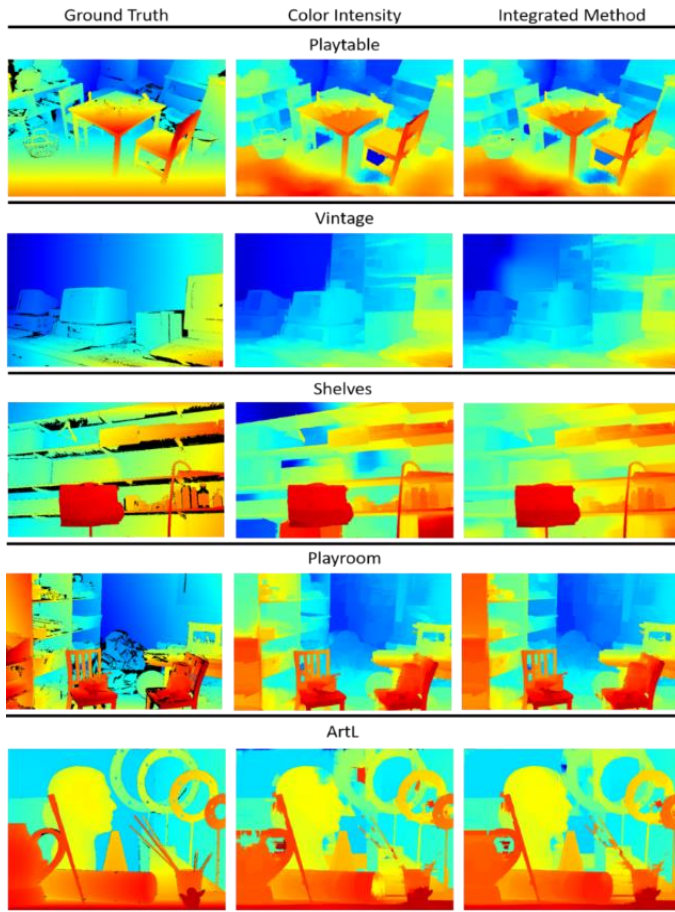 Ground Truth Color Intensity Integrated Method
Playtable
Vintage
Shelves
Playroom
ArtL